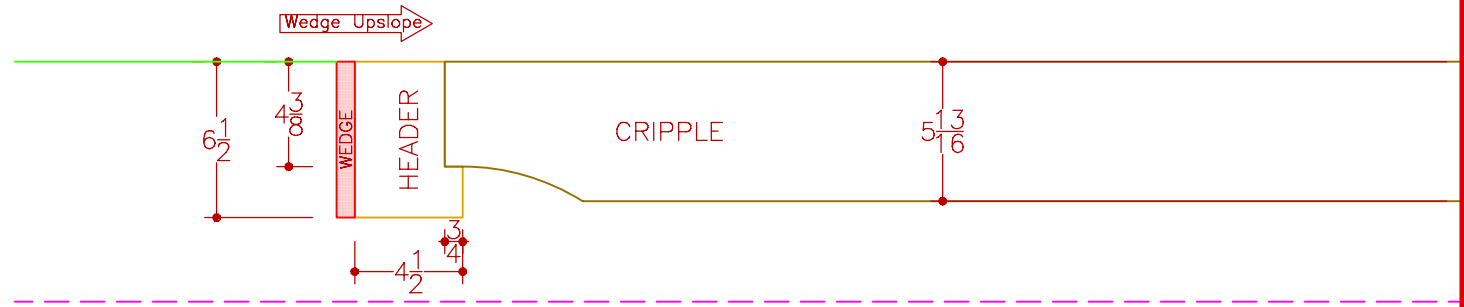 Wedge Upslope
6 1/2
4 3/8
WEDGE
HEADER
CRIPPLE
5 13/16
3/4
4 1/2